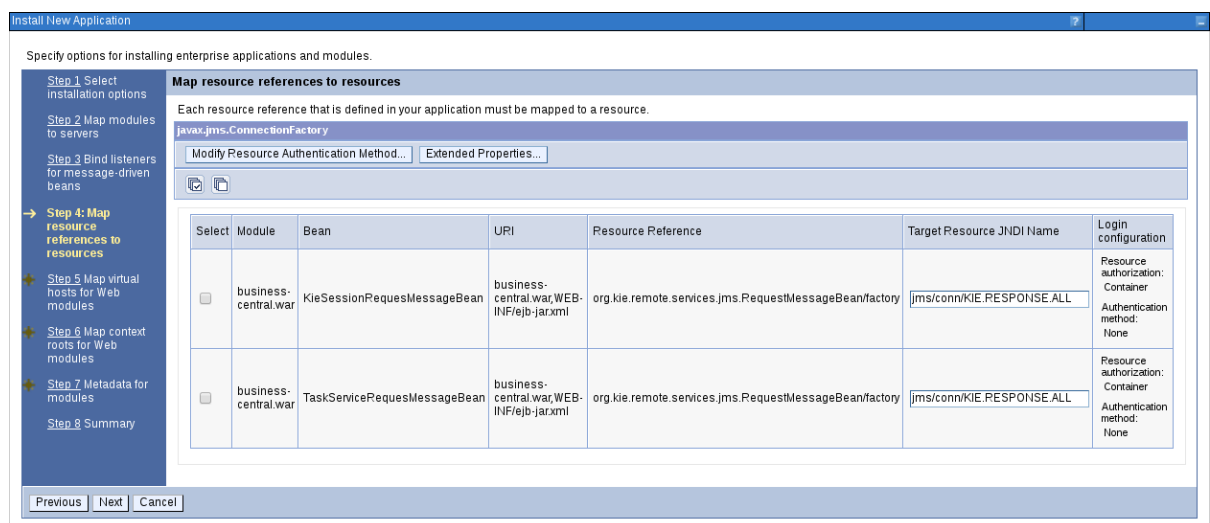 Install New Application
?
Specify options for installing enterprise applications and modules.
Step 1 Select
installation options
Step 2 Map modules
to servers
Step 3 Bind listeners
for message-driven
beans
Step 4: Map
resource
references to
resources
Step 5 Map virtual
hosts for Web
modules
Step 6 Map context
roots for Web
modules
Step 7 Metadata for
modules
Step 8 Summary
Map resource references to resources
Each resource reference that is defined in your application must be mapped to a resource.
javax.jms.ConnectionFactory
Modify Resource Authentication Method... Extended Properties...
Select Module Bean URI Resource Reference Target Resource JNDI Name Login
configuration
business-
central.war
KieSessionRequesMessageBean
business-
central.war,WEB-
INF/ejb-jar.xml
org.kie.remote.services.jms.RequestMessageBean/factory
jms/conn/KIE.RESPONSE.ALL
Resource
authorization:
Container
Authentication
method:
None
business-
central.war
TaskServiceRequesMessageBean
business-
central.war,WEB-
INF/ejb-jar.xml
org.kie.remote.services.jms.RequestMessageBean/factory
jms/conn/KIE.RESPONSE.ALL
Resource
authorization:
Container
Authentication
method:
None
Previous Next Cancel